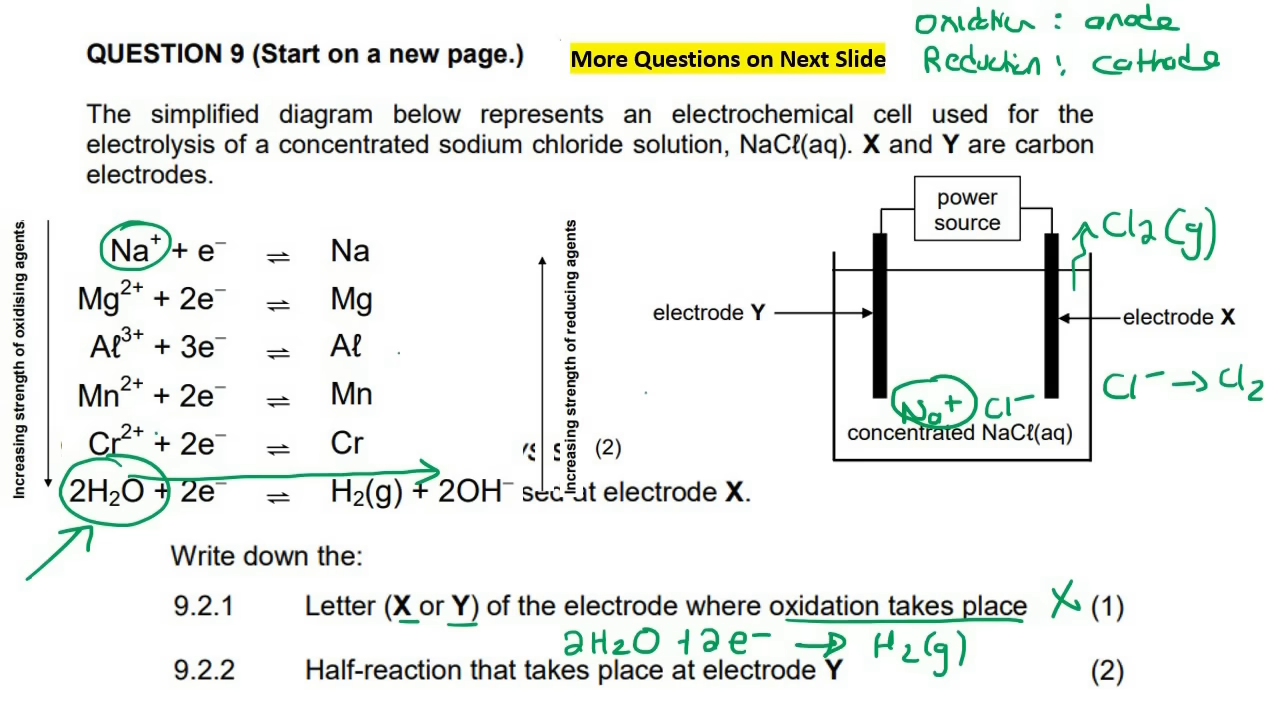 oxidation : anode
Reduction : cathode
QUESTION 9 (Start on a new page.)
More Questions on Next Slide
The simplified diagram below represents an electrochemical cell used for the
electrolysis of a concentrated sodium chloride solution, NaCℓ(aq). X and Y are carbon
electrodes.
power
source
Cl2(g)
Increasing strength of oxidising agents
Increasing strength of reducing agents
Na⁺ + e⁻ ⇌ Na
Mg²⁺ + 2e⁻ ⇌ Mg
electrode Y
electrode X
Aℓ³⁺ + 3e⁻ ⇌ Aℓ
Mn²⁺ + 2e⁻ ⇌ Mn
Cl⁻ → Cl2
Na⁺ Cl⁻
concentrated NaCℓ(aq)
Cr²⁺ + 2e⁻ ⇌ Cr
(2)
2H₂O + 2e⁻ ⇌ H₂(g) + 2OH⁻
sed at electrode X.
Write down the:
9.2.1 Letter (X or Y) of the electrode where oxidation takes place X (1)
2H2O + 2e⁻ → H2(g)
9.2.2 Half-reaction that takes place at electrode Y (2)